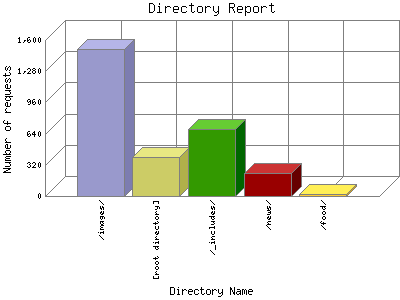 Directory Report
Number of requests
1,600
1,280
960
640
320
0
/images/
[root directory]
/_includes/
/news/
/food/
Directory Name